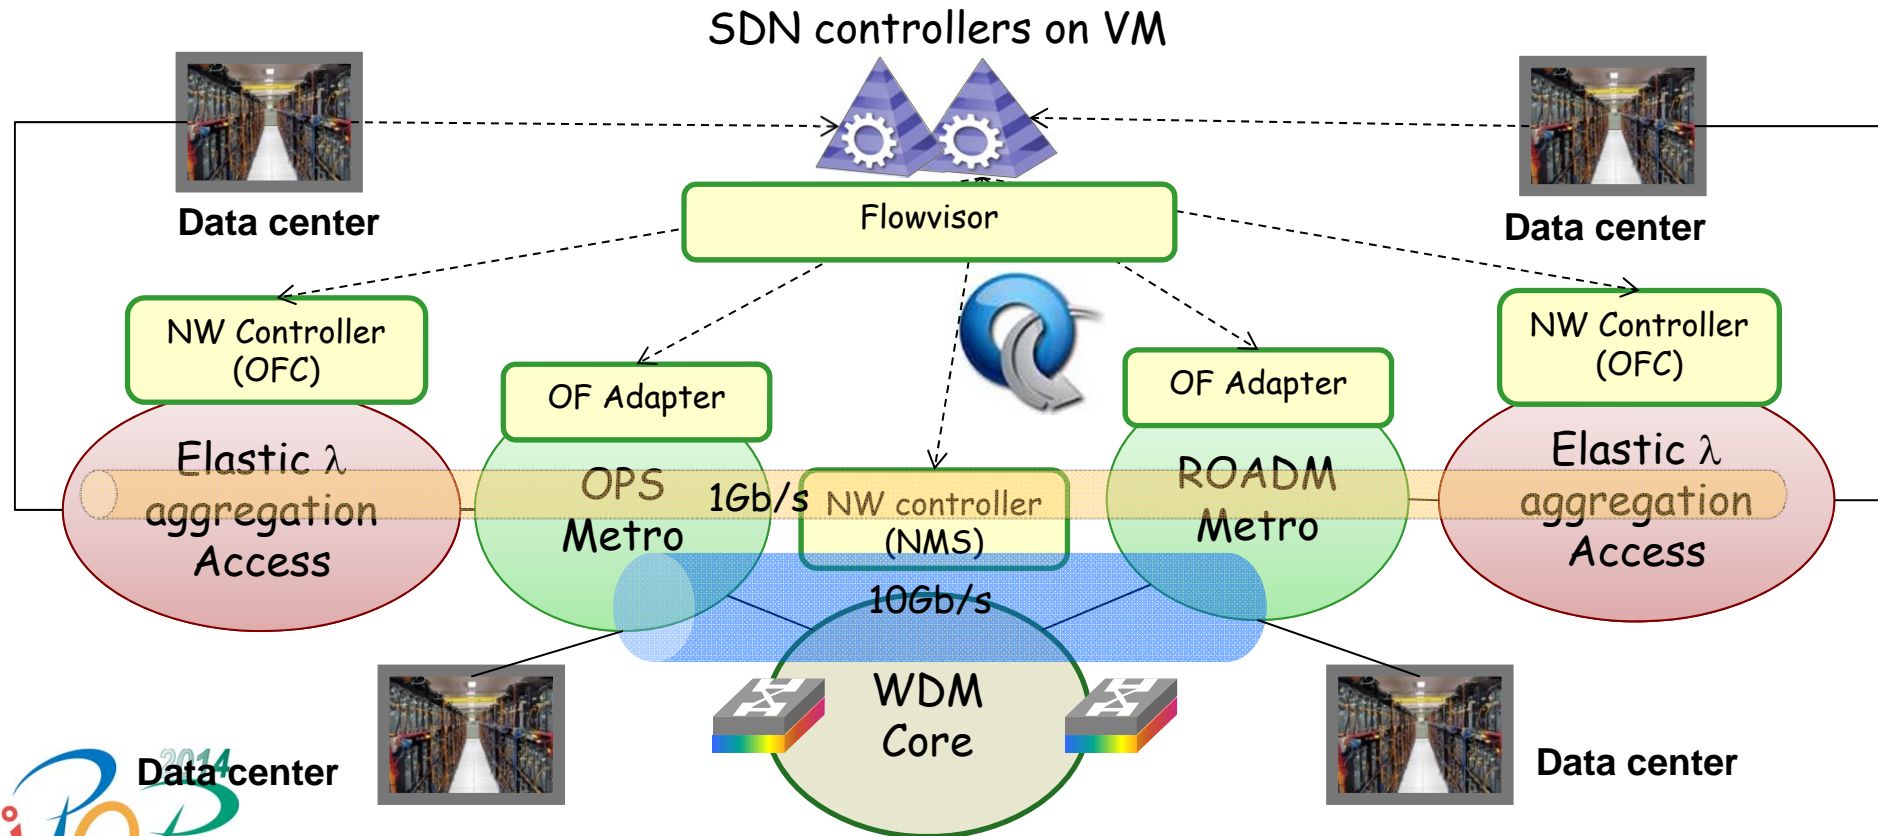 SDN controllers on VM
Data center
Flowvisor
Data center
NW Controller
(OFC)
OF Adapter
OF Adapter
NW Controller
(OFC)
Elastic λ
aggregation
Access
OPS
Metro
1Gb/s
NW controller
(NMS)
ROADM
Metro
Elastic λ
aggregation
Access
10Gb/s
WDM
Core
Data center
2014
iPOP
Data center